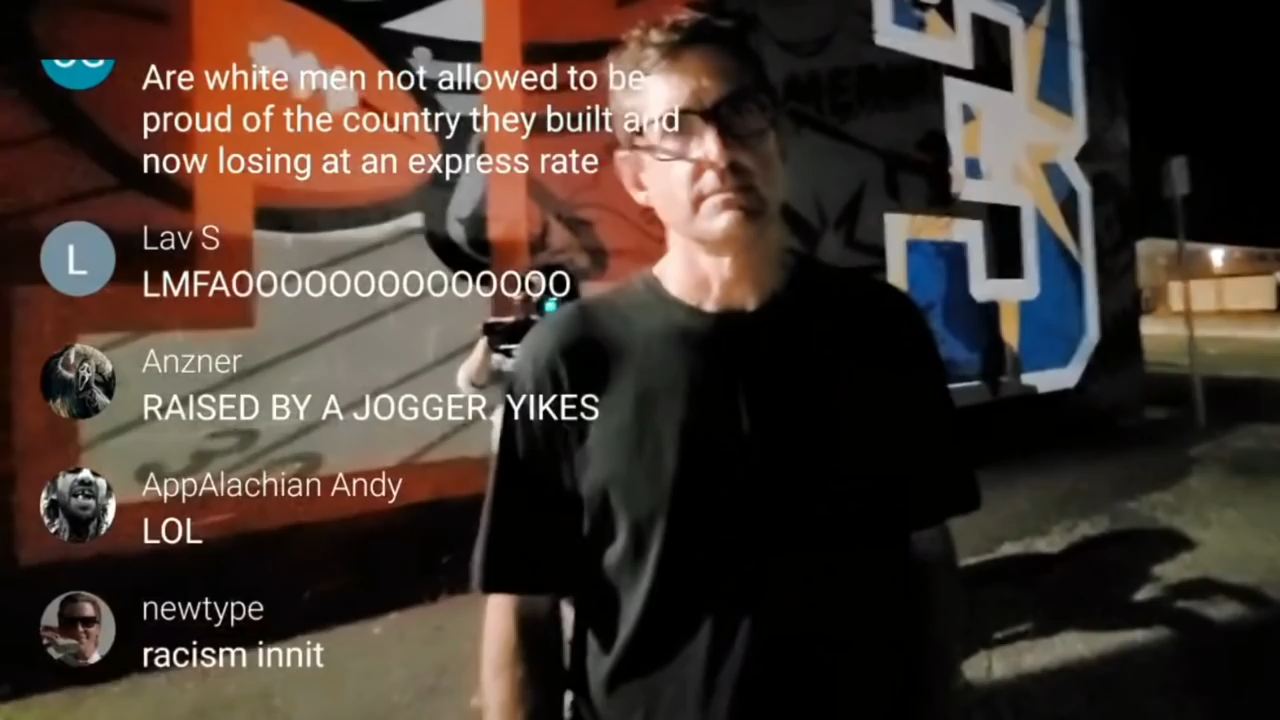 Are white men not allowed to be
proud of the country they built and
now losing at an express rate
L
Lav S
LMFAOOOOOOOOOOOOOOO
Anzner
RAISED BY A JOGGER. YIKES
AppAlachian Andy
LOL
newtype
racism innit
3